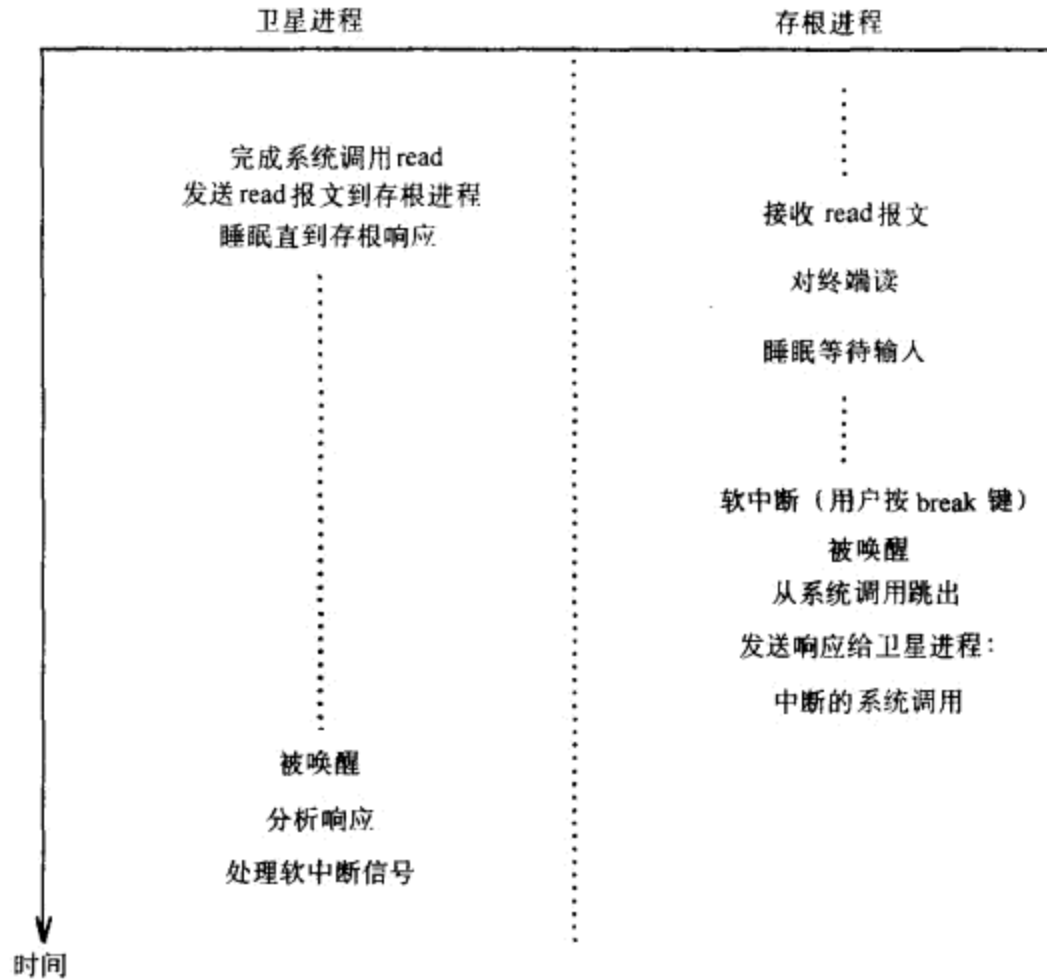 卫星进程
存根进程
完成系统调用read
发送read报文到存根进程
睡眠直到存根响应
接收 read报文
对终端读
睡眠等待输人
软中断（用户按 break 键）
被唤醒
从系统调用跳出
发送响应给卫星进程：
中断的系统调用
被唤醒
分析响应
处理软中断信号
时间